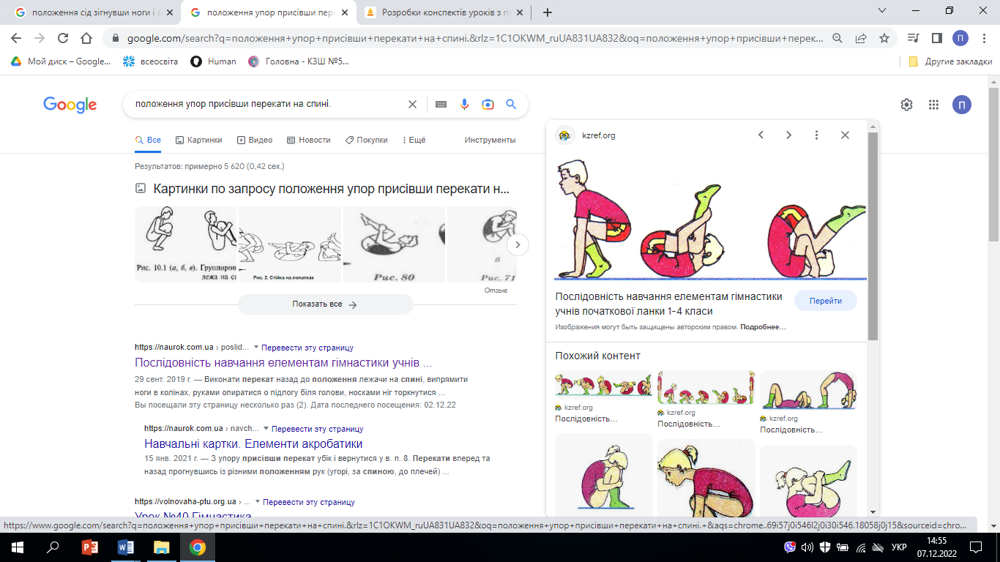 положення сід зігнувши ноги і в
положення упор присівши пере
Розробки конспектів уроків з гі
google.com/search?q=положення+упор+присівши+перекати+на+спині.&rlz=1C1OKWM_ruUA831UA832&oq=положення+упор+присівши+перек...
П
Мой диск – Google...
всеосвіта
Human
Головна - КЗШ №5...
Другие закладки
Google
положення упор присівши перекати на спині.
П
Все
Картинки
Видео
Новости
Покупки
Ещё
Инструменты
Результатов: примерно 5 620 (0,42 сек.)
Картинки по запросу положення упор присівши перекати н...
Рис. 10.1 (а, б, в). Группиров
лежа на сп
Рис. 2. Стійка на лопатках
Рис. 80
б
Рис. 71
Отзыв
Показать все
https://naurok.com.ua › poslid...
Перевести эту страницу
Послідовність навчання елементам гімнастики учнів ...
29 сент. 2019 г. — Виконати перекат назад до положення лежачи на спині, випрямити
ноги в колінах, руками опиратися о підлогу біля голови, носками ніг торкнутися ...
Вы посещали эту страницу несколько раз (2). Дата последнего посещения: 02.12.22
https://naurok.com.ua › navch...
Перевести эту страницу
Навчальні картки. Елементи акробатики
15 янв. 2021 г. — З упору присівши перекат убік і вернутися у в. п. 8. Перекати вперед та
назад прогнувшись із різними положенням рук (угорі, за спиною, до плечей) ...
https://volnovaha-ptu.org.ua › ...
Перевести эту страницу
Урок №40 Гімнастика
kzref.org
Послідовність навчання елементам гімнастики
учнів початкової ланки 1-4 класи
Перейти
Изображения могут быть защищены авторским правом. Подробнее...
Похожий контент
kzref.org
Послідовність...
kzref.org
Послідовність...
kzref.org
Послідовність...
https://www.google.com/search?q=положення+упор+присівши+перекати+на+спині.&rlz=1C1OKWM_ruUA831UA832&oq=положення+упор+присівши+перекати+на+спині.+&aqs=chrome..69i57j0i546l2j0i30i546.18058j0j15&sourceid=chro...
УКР
14:55
07.12.2022